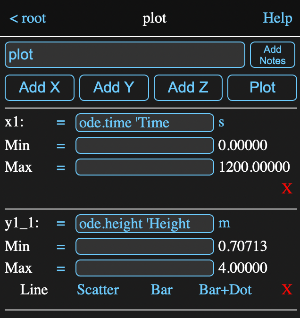 < root plot Help
plot Add Notes
Add X Add Y Add Z Plot
x1: = ode.time 'Time s
Min = 0.00000
Max = 1200.00000
X
y1_1: = ode.height 'Height m
Min = 0.70713
Max = 4.00000
Line Scatter Bar Bar+Dot X